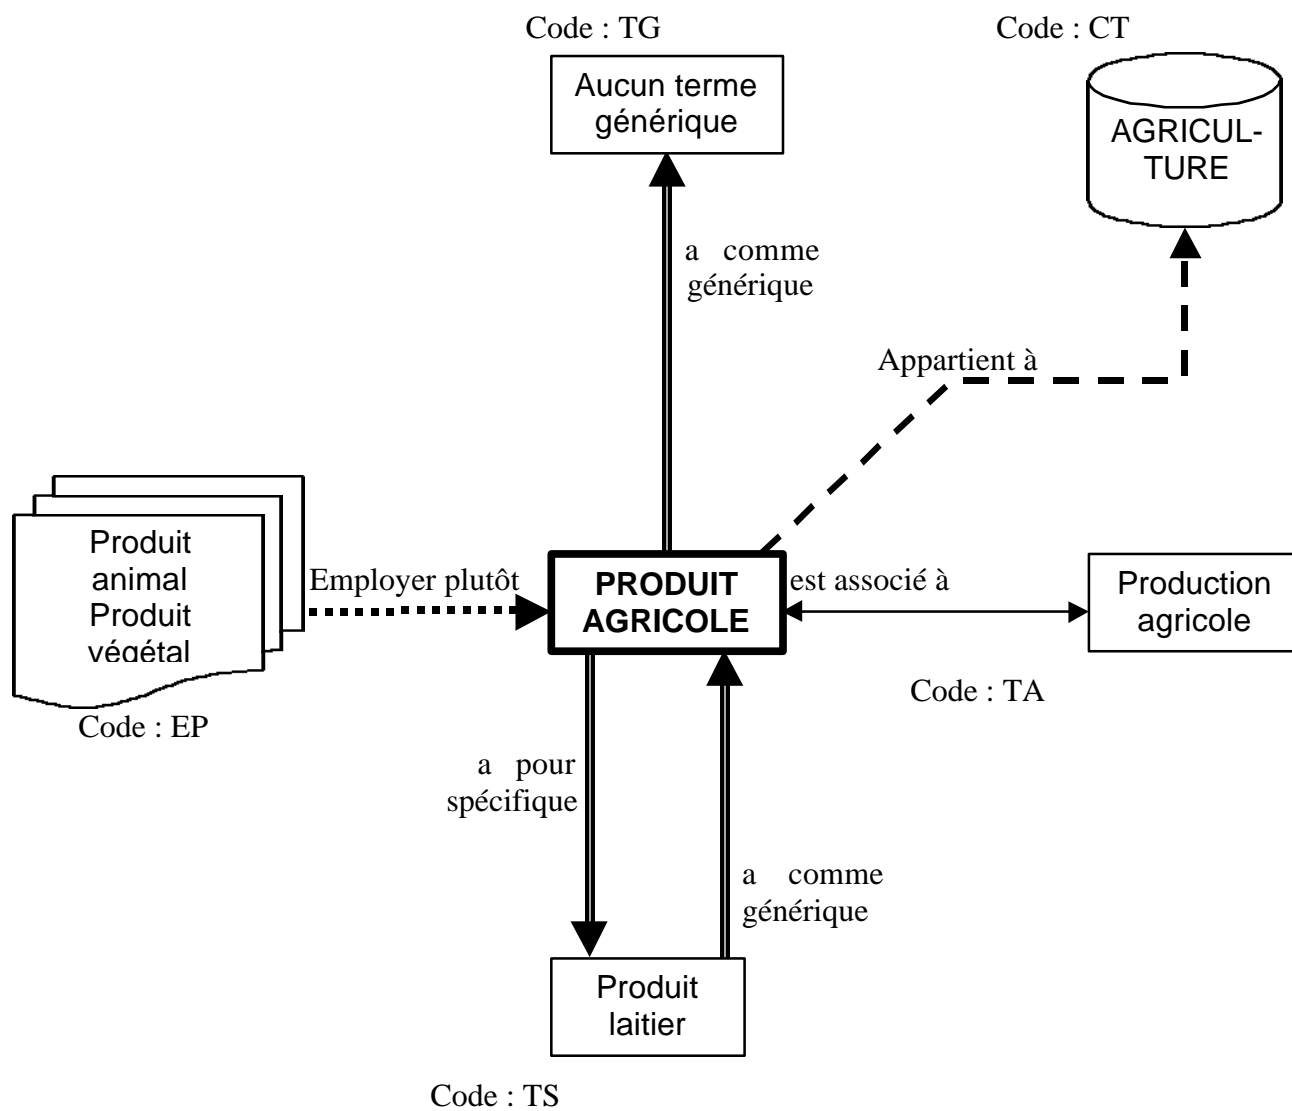 Code : TG
Code : CT
Aucun terme
générique
AGRICUL-
TURE
a comme
générique
Appartient à
Produit
animal
Produit
végétal
Employer plutôt
PRODUIT
AGRICOLE
est associé à
Production
agricole
Code : EP
Code : TA
a pour
spécifique
a comme
générique
Produit
laitier
Code : TS